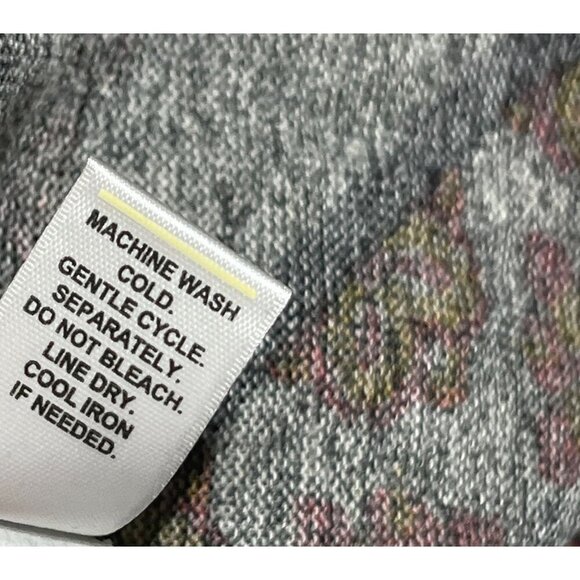 MACHINE WASH
COLD.
GENTLE CYCLE.
SEPARATELY.
DO NOT BLEACH.
LINE DRY.
COOL IRON
IF NEEDED.